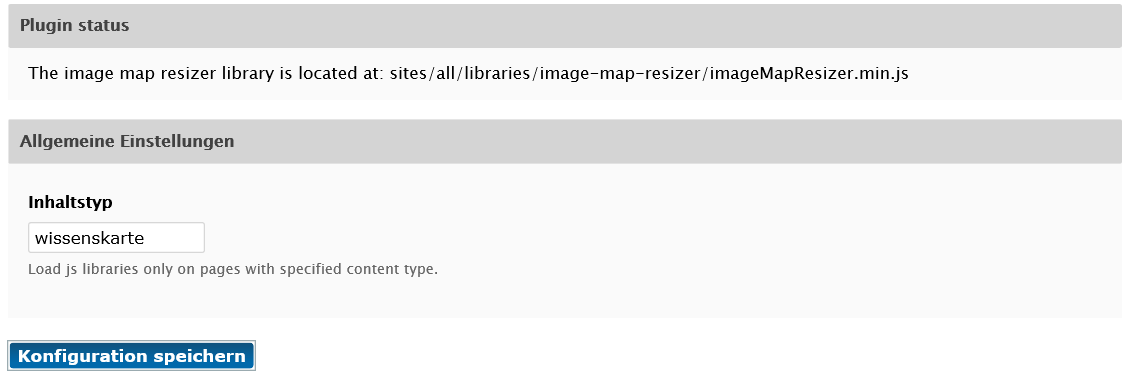 Plugin status
The image map resizer library is located at: sites/all/libraries/image-map-resizer/imageMapResizer.min.js
Allgemeine Einstellungen
Inhaltstyp
wissenskarte
Load js libraries only on pages with specified content type.
Konfiguration speichern